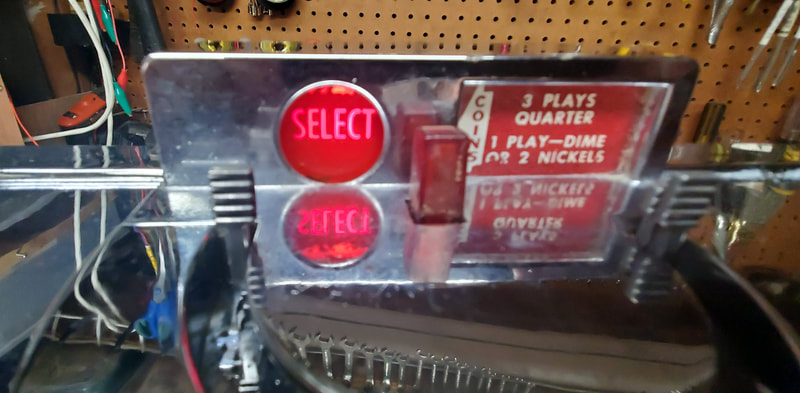 SELECT
COINS
3 PLAYS
QUARTER
1 PLAY—DIME
OR 2 NICKELS